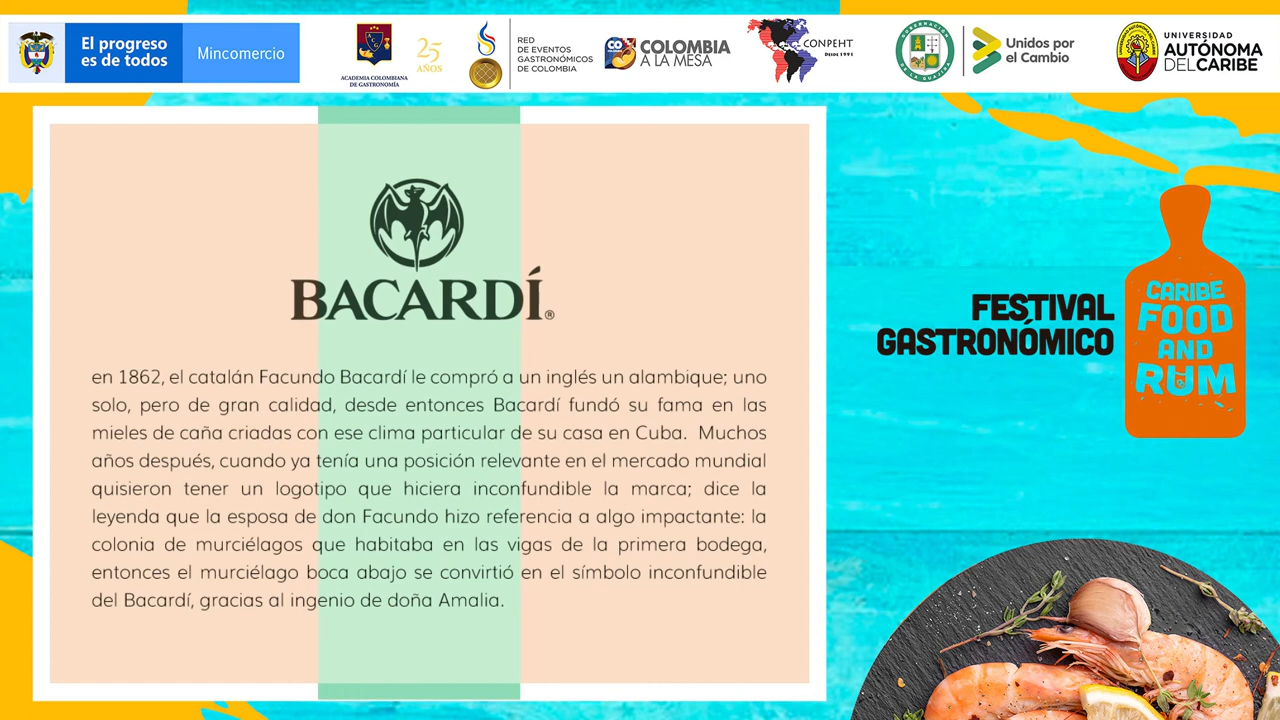 El progreso
es de todos
Mincomercio
ACADEMIA COLOMBIANA
DE GASTRONOMÍA
25
AÑOS
RED
DE EVENTOS
GASTRONÓMICOS
DE COLOMBIA
CO
COLOMBIA
A LA MESA
CONPEHT
DESDE 1991
GOBERNACIÓN
DE LA GUAJIRA
Unidos por
el Cambio
UNIVERSIDAD
AUTÓNOMA
DEL CARIBE
BACARDÍ®
en 1862, el catalán Facundo Bacardí le compró a un inglés un alambique; uno
solo, pero de gran calidad, desde entonces Bacardí fundó su fama en las
mieles de caña criadas con ese clima particular de su casa en Cuba. Muchos
años después, cuando ya tenía una posición relevante en el mercado mundial
quisieron tener un logotipo que hiciera inconfundible la marca; dice la
leyenda que la esposa de don Facundo hizo referencia a algo impactante: la
colonia de murciélagos que habitaba en las vigas de la primera bodega,
entonces el murciélago boca abajo se convirtió en el símbolo inconfundible
del Bacardí, gracias al ingenio de doña Amalia.
FESTIVAL
GASTRONÓMICO
CARIBE
FOOD
AND
RUM